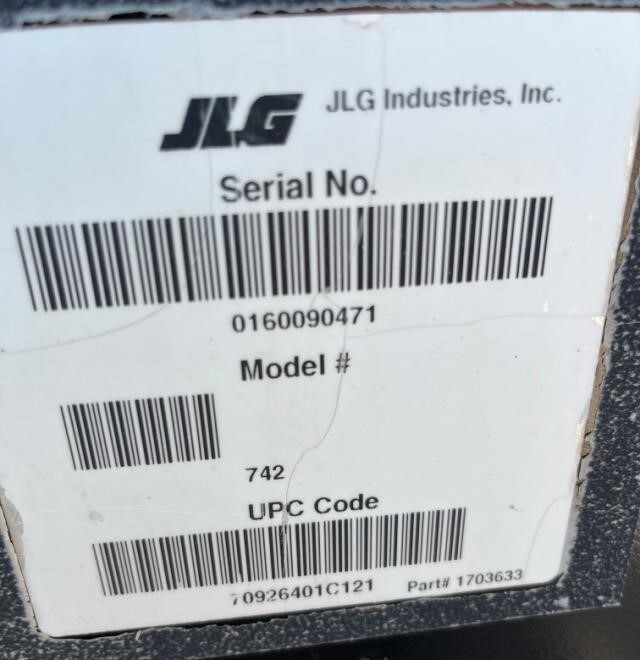 JLG JLG Industries, Inc.
Serial No.
0160090471
Model #
742
UPC Code
70926401C121 Part# 1703633